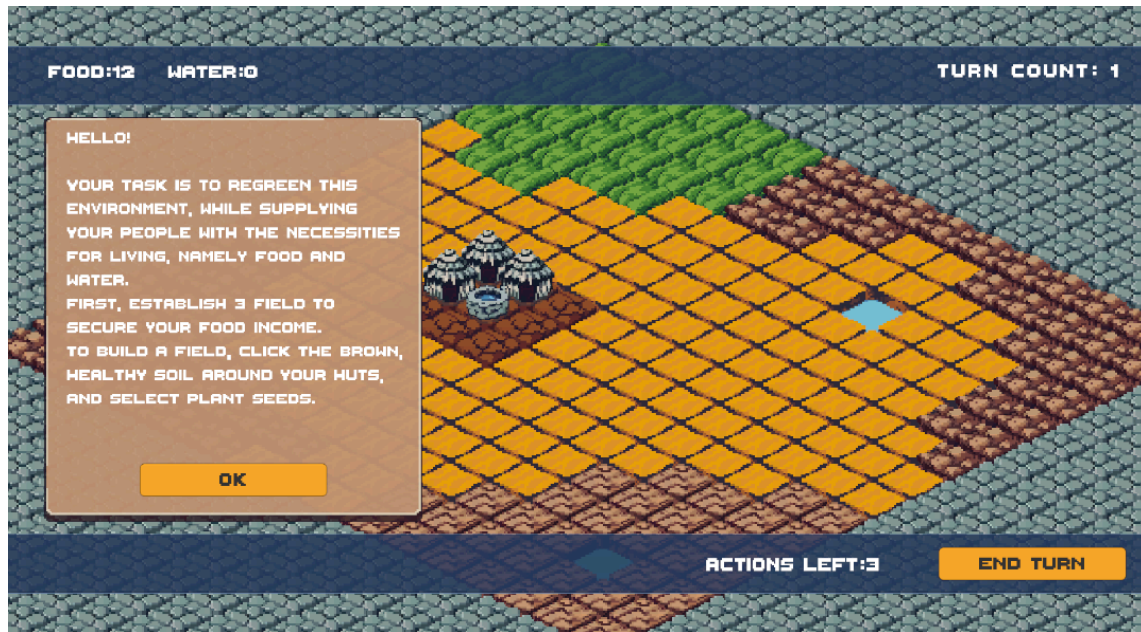 FOOD:12 WATER:0
TURN COUNT: 1
HELLO!
YOUR TASK IS TO REGREEN THIS
ENVIRONMENT, WHILE SUPPLYING
YOUR PEOPLE WITH THE NECESSITIES
FOR LIVING, NAMELY FOOD AND
WATER.
FIRST, ESTABLISH 3 FIELD TO
SECURE YOUR FOOD INCOME.
TO BUILD A FIELD, CLICK THE BROWN,
HEALTHY SOIL AROUND YOUR HUTS,
AND SELECT PLANT SEEDS.
OK
ACTIONS LEFT:3
END TURN